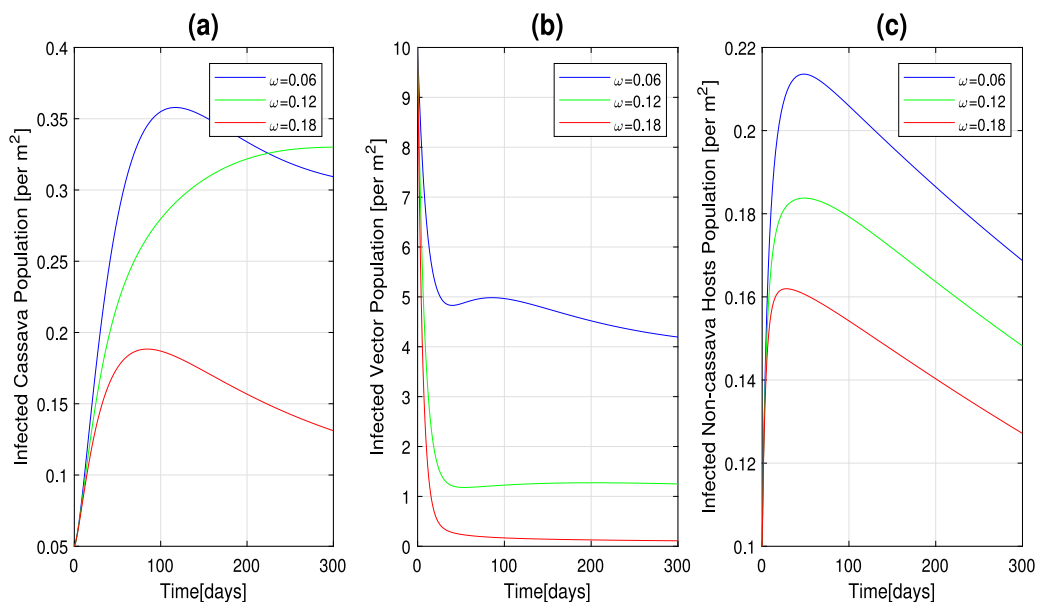 (a)
Infected Cassava Population [per m²]
0.4
0.35
0.3
0.25
0.2
0.15
0.1
0.05
0
100
200
300
Time[days]
ω=0.06
ω=0.12
ω=0.18
(b)
Infected Vector Population [per m²]
10
9
8
7
6
5
4
3
2
1
0
0
100
200
300
Time[days]
ω=0.06
ω=0.12
ω=0.18
(c)
Infected Non-cassava Hosts Population [per m²]
0.22
0.2
0.18
0.16
0.14
0.12
0.1
0
100
200
300
Time[days]
ω=0.06
ω=0.12
ω=0.18